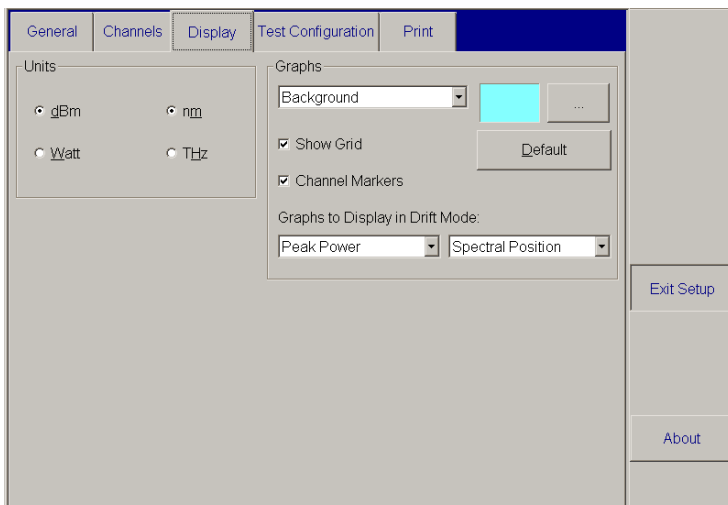 General Channels Display Test Configuration Print
Units
dBm nm
Watt THz
Graphs
Background ...
Show Grid Default
Channel Markers
Graphs to Display in Drift Mode:
Peak Power Spectral Position
Exit Setup
About